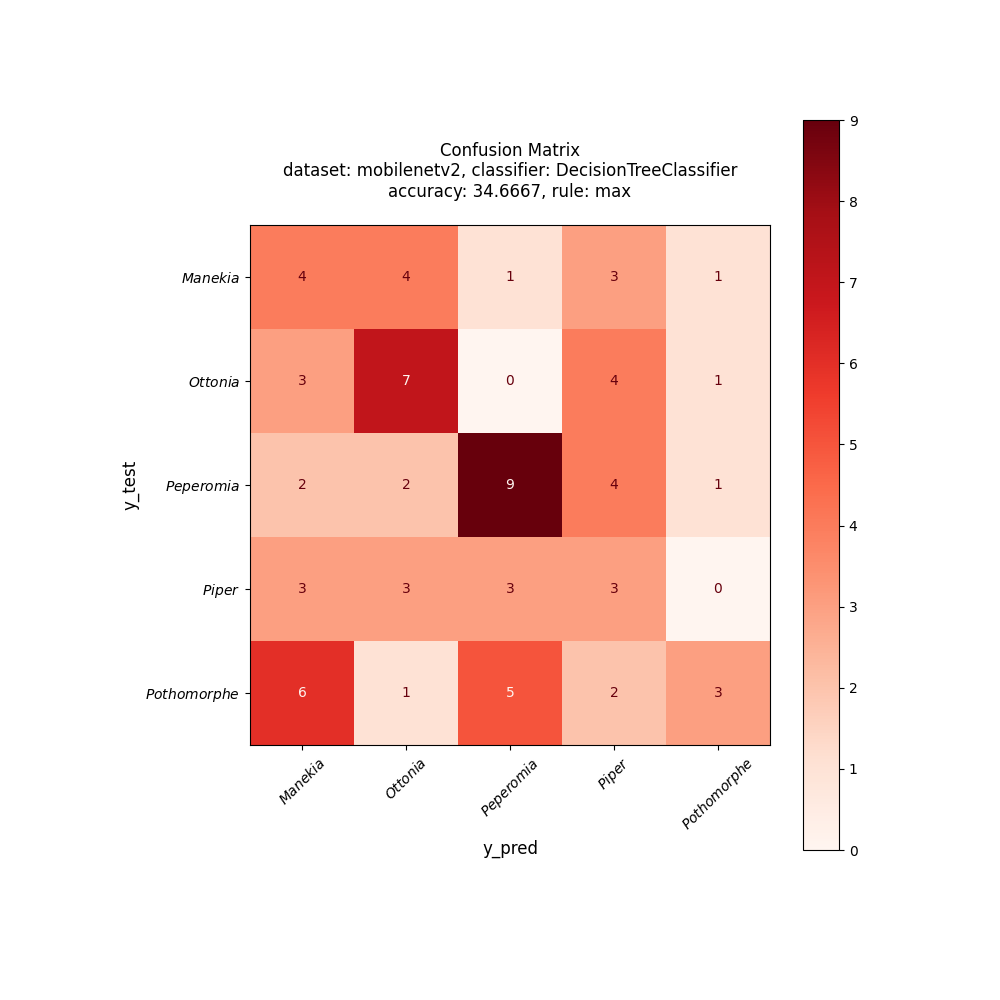 Confusion Matrix
dataset: mobilenetv2, classifier: DecisionTreeClassifier
accuracy: 34.6667, rule: max
y_test
Manekia 4 4 1 3 1
Ottonia 3 7 0 4 1
Peperomia 2 2 9 4 1
Piper 3 3 3 3 0
Pothomorphe 6 1 5 2 3
Manekia Ottonia Peperomia Piper Pothomorphe
y_pred
9
8
7
6
5
4
3
2
1
0